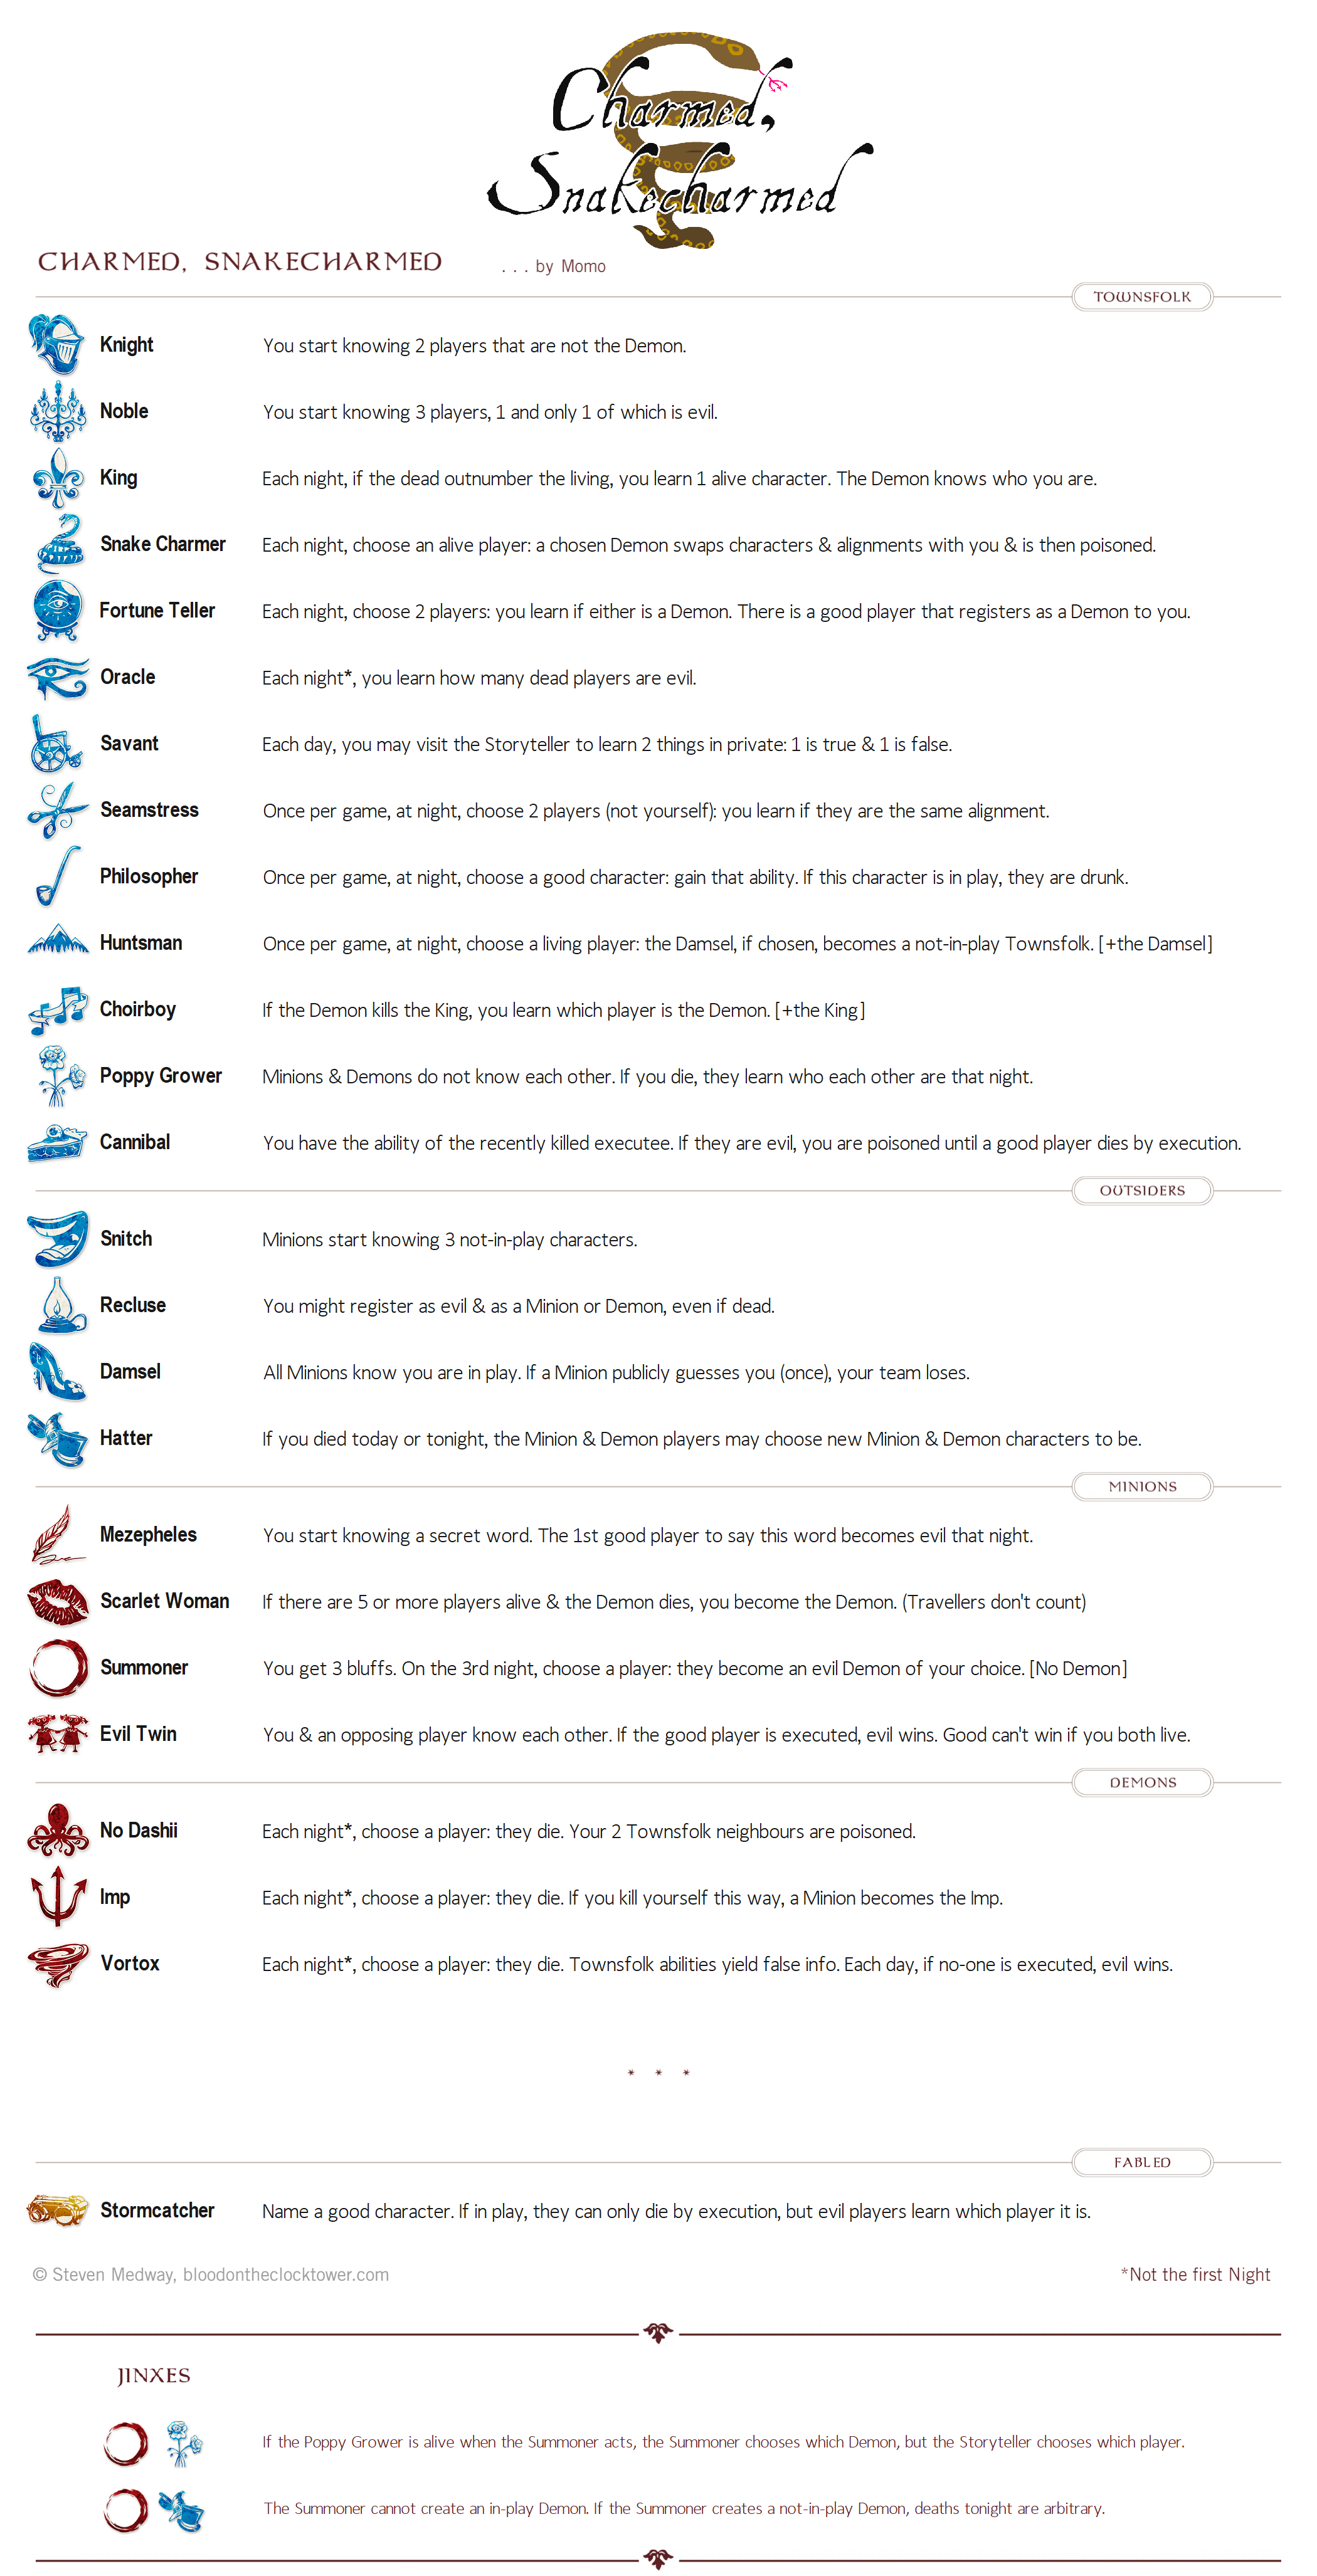 Charmed,
Snakecharmed
CHARMED, SNAKECHARMED . . . by Momo
TOWNSFOLK
Knight You start knowing 2 players that are not the Demon.
Noble You start knowing 3 players, 1 and only 1 of which is evil.
King Each night, if the dead outnumber the living, you learn 1 alive character. The Demon knows who you are.
Snake Charmer Each night, choose an alive player: a chosen Demon swaps characters & alignments with you & is then poisoned.
Fortune Teller Each night, choose 2 players: you learn if either is a Demon. There is a good player that registers as a Demon to you.
Oracle Each night*, you learn how many dead players are evil.
Savant Each day, you may visit the Storyteller to learn 2 things in private: 1 is true & 1 is false.
Seamstress Once per game, at night, choose 2 players (not yourself): you learn if they are the same alignment.
Philosopher Once per game, at night, choose a good character: gain that ability. If this character is in play, they are drunk.
Huntsman Once per game, at night, choose a living player: the Damsel, if chosen, becomes a not-in-play Townsfolk. [+the Damsel]
Choirboy If the Demon kills the King, you learn which player is the Demon. [+the King]
Poppy Grower Minions & Demons do not know each other. If you die, they learn who each other are that night.
Cannibal You have the ability of the recently killed executee. If they are evil, you are poisoned until a good player dies by execution.
OUTSIDERS
Snitch Minions start knowing 3 not-in-play characters.
Recluse You might register as evil & as a Minion or Demon, even if dead.
Damsel All Minions know you are in play. If a Minion publicly guesses you (once), your team loses.
Hatter If you died today or tonight, the Minion & Demon players may choose new Minion & Demon characters to be.
MINIONS
Mezepheles You start knowing a secret word. The 1st good player to say this word becomes evil that night.
Scarlet Woman If there are 5 or more players alive & the Demon dies, you become the Demon. (Travellers don't count)
Summoner You get 3 bluffs. On the 3rd night, choose a player: they become an evil Demon of your choice. [No Demon]
Evil Twin You & an opposing player know each other. If the good player is executed, evil wins. Good can't win if you both live.
DEMONS
No Dashii Each night*, choose a player: they die. Your 2 Townsfolk neighbours are poisoned.
Imp Each night*, choose a player: they die. If you kill yourself this way, a Minion becomes the Imp.
Vortox Each night*, choose a player: they die. Townsfolk abilities yield false info. Each day, if no-one is executed, evil wins.
* * *
FABLED
Stormcatcher Name a good character. If in play, they can only die by execution, but evil players learn which player it is.
© Steven Medway, bloodontheclocktower.com *Not the first Night
JINXES
If the Poppy Grower is alive when the Summoner acts, the Summoner chooses which Demon, but the Storyteller chooses which player.
The Summoner cannot create an in-play Demon. If the Summoner creates a not-in-play Demon, deaths tonight are arbitrary.